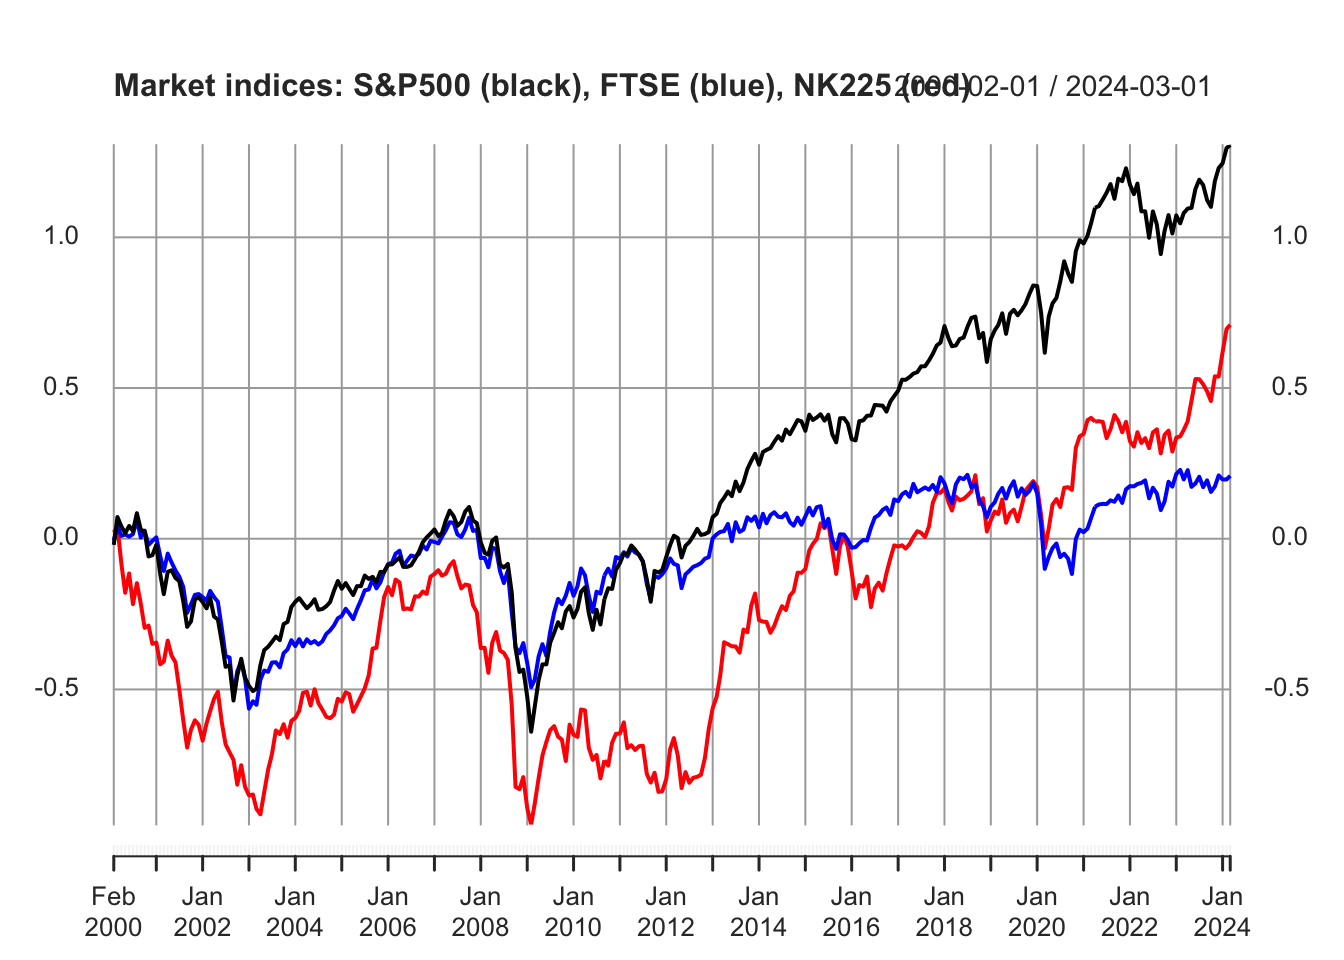 Market indices: S&P500 (black), FTSE (blue), NK225 (red) 2000-02-01 / 2024-03-01
1.0 1.0
0.5 0.5
0.0 0.0
-0.5 -0.5
Feb Jan Jan Jan Jan Jan Jan Jan Jan Jan Jan Jan Jan
2000 2002 2004 2006 2008 2010 2012 2014 2016 2018 2020 2022 2024